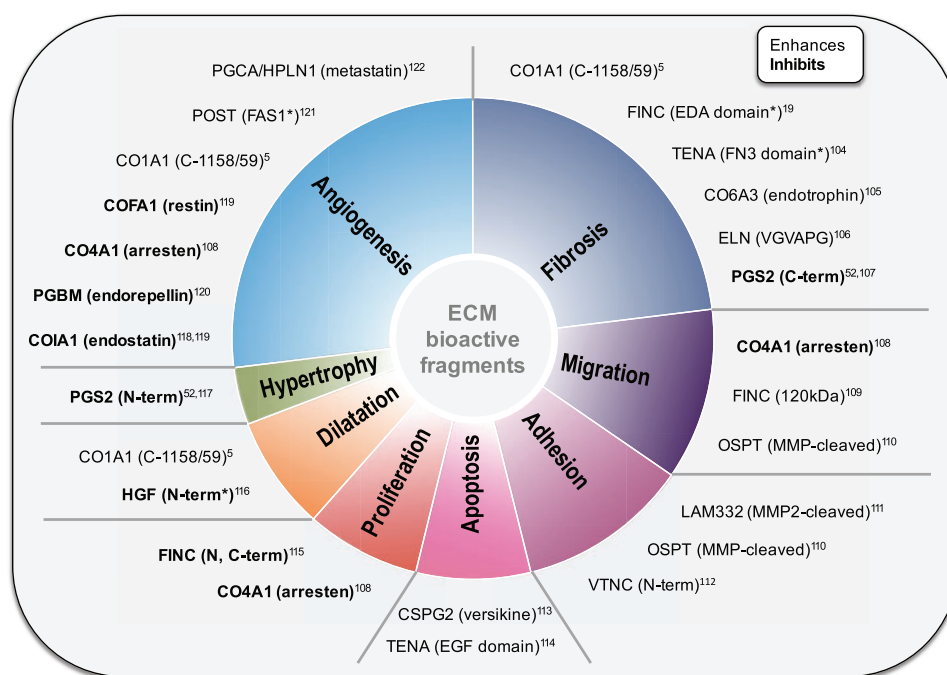 Enhances
Inhibits
PGCA/HPLN1 (metastatin)122
POST (FAS1*)121
CO1A1 (C-1158/59)5
COFA1 (restin)119
CO4A1 (arresten)108
PGBM (endorepellin)120
COIA1 (endostatin)118,119
PGS2 (N-term)52,117
CO1A1 (C-1158/59)5
HGF (N-term*)116
FINC (N, C-term)115
CO4A1 (arresten)108
CSPG2 (versikine)113
TENA (EGF domain)114
CO1A1 (C-1158/59)5
FINC (EDA domain*)19
TENA (FN3 domain*)104
CO6A3 (endotrophin)105
ELN (VGVAPG)106
PGS2 (C-term)52,107
CO4A1 (arresten)108
FINC (120kDa)109
OSPT (MMP-cleaved)110
LAM332 (MMP2-cleaved)111
OSPT (MMP-cleaved)110
VTNC (N-term)112
Angiogenesis
Fibrosis
Migration
Adhesion
Apoptosis
Proliferation
Dilatation
Hypertrophy
ECM
bioactive
fragments